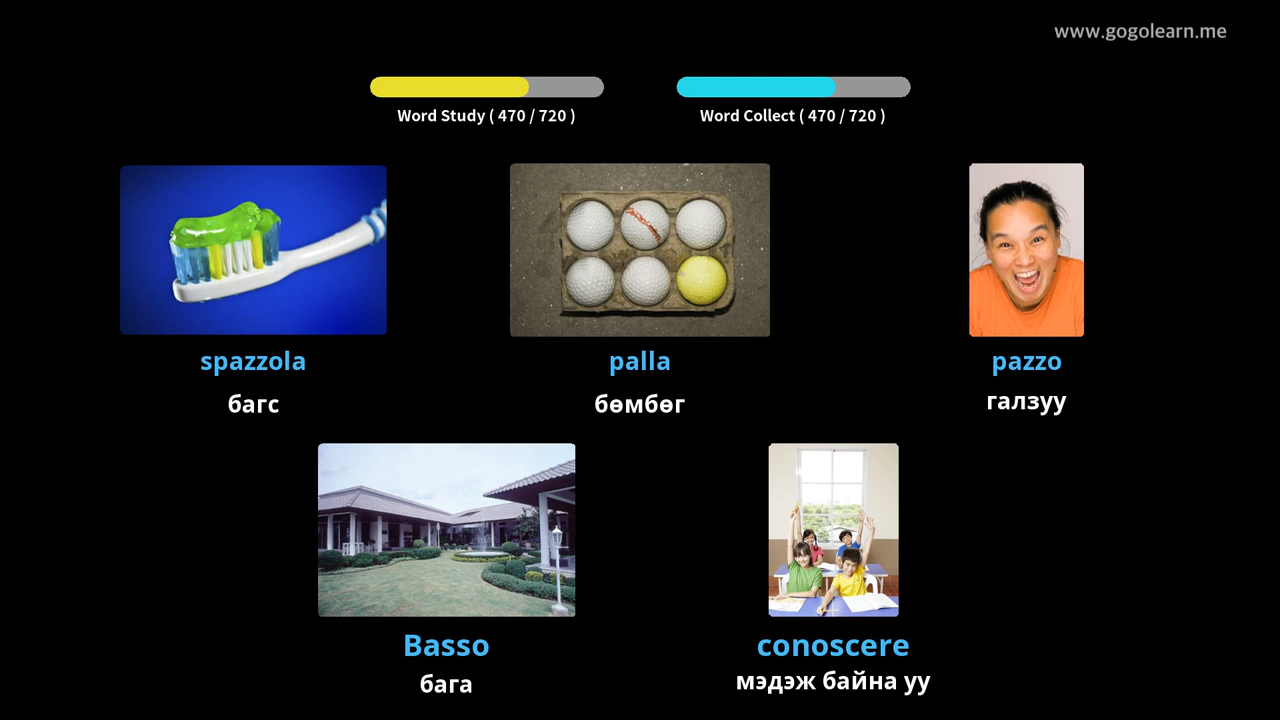 www.gogolearn.me
Word Study ( 470 / 720 )
Word Collect ( 470 / 720 )
spazzola
palla
pazzo
багс
бөмбөг
галзуу
Basso
conoscere
бага
мэдэж байна уу